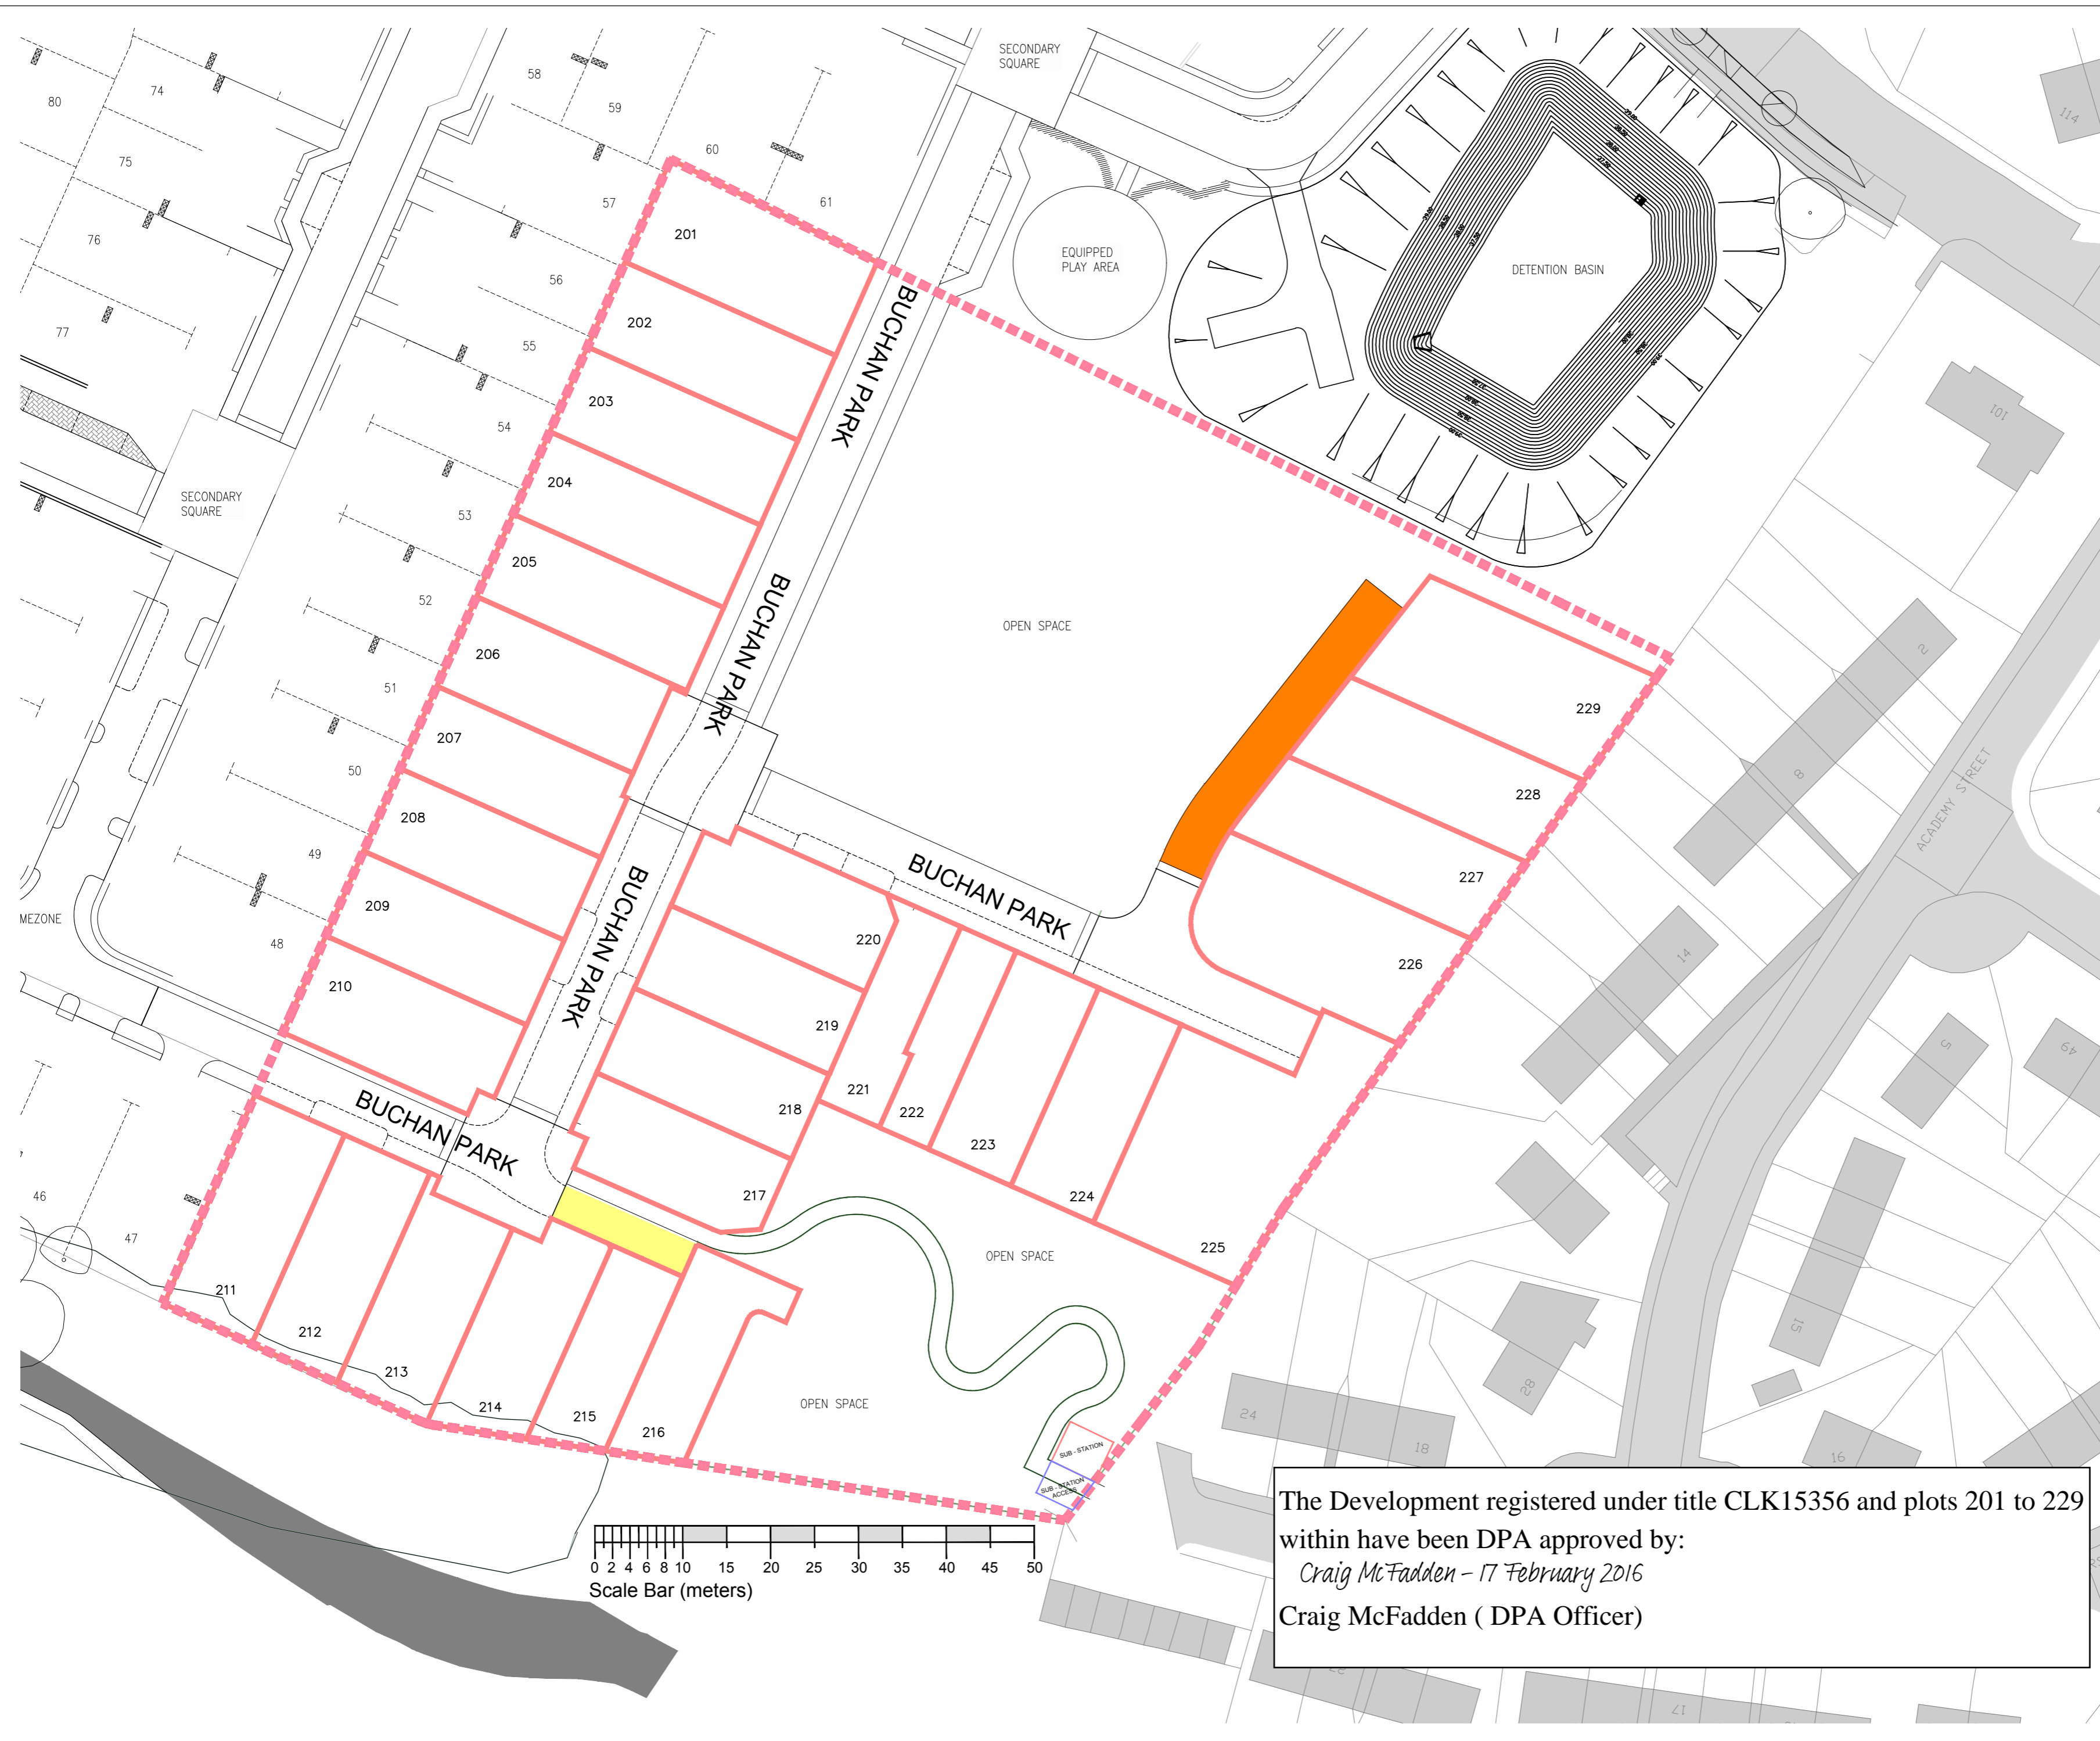 SECONDARY
SQUARE
58
59
60
61
80
74
75
76
77
57
56
55
54
53
52
51
50
49
48
46
47
114
201
202
203
204
205
206
207
208
209
210
BUCHAN PARK
BUCHAN PARK
BUCHAN PARK
BUCHAN PARK
BUCHAN PARK
EQUIPPED
PLAY AREA
DETENTION BASIN
SECONDARY
SQUARE
MEZONE
OPEN SPACE
101
2
8
14
ACADEMY STREET
5
49
229
228
227
226
220
219
218
217
221
222
223
224
225
211
212
213
214
215
216
OPEN SPACE
OPEN SPACE
SUB - STATION
SUB - STATION
ACCESS
15
28
24
18
16
17
0 2 4 6 8 10 15 20 25 30 35 40 45 50
Scale Bar (meters)
The Development registered under title CLK15356 and plots 201 to 229
within have been DPA approved by:
Craig McFadden – 17 February 2016
Craig McFadden ( DPA Officer)